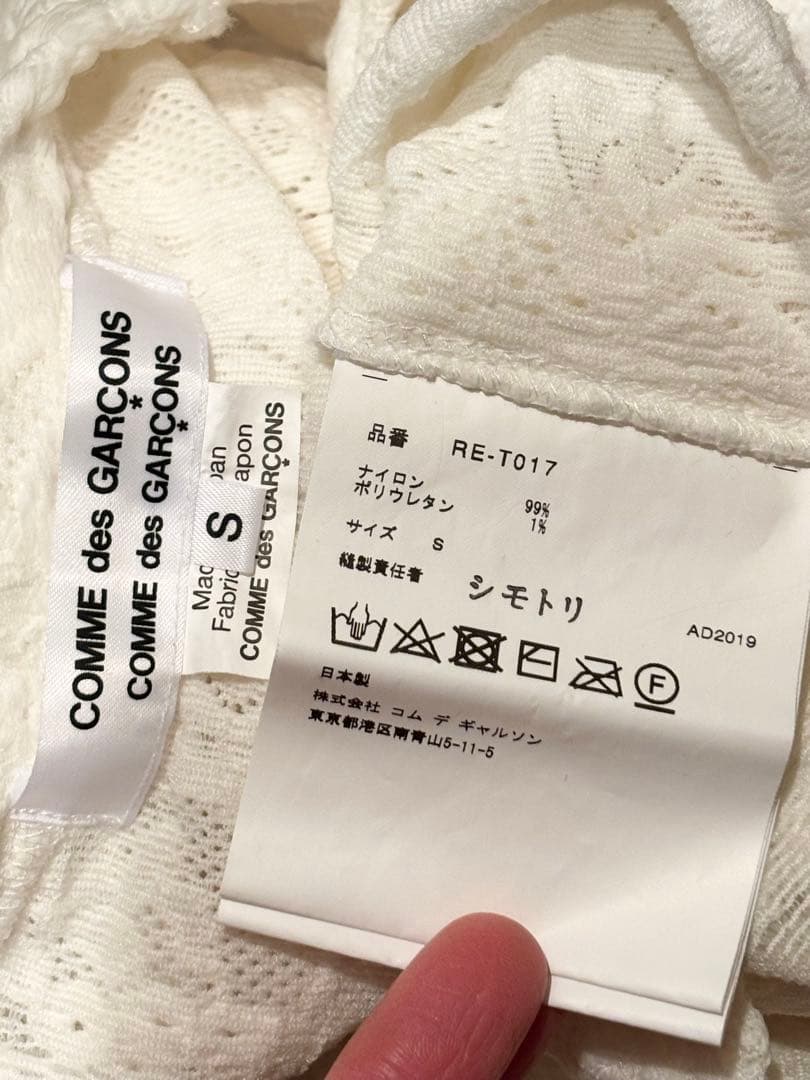 COMME des GARÇONS
COMME des GARÇONS
S
COMME des GARÇONS
品番 RE-T017
ナイロン 99%
ポリウレタン 1%
サイズ S
縫製責任者 シモトリ
AD2019
F
日本製
株式会社 コム デ ギャルソン
東京都港区南青山5-11-5